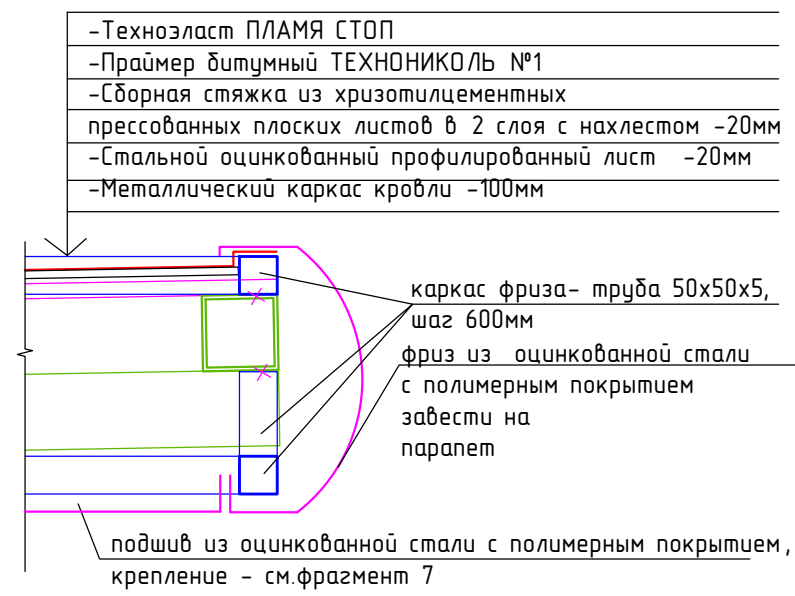 -Техноэласт ПЛАМЯ СТОП
-Праймер битумный ТЕХНОНИКОЛЬ №1
-Сборная стяжка из хризотилцементных
прессованных плоских листов в 2 слоя с нахлестом -20мм
-Стальной оцинкованный профилированный лист -20мм
-Металлический каркас кровли -100мм
каркас фриза- труба 50х50х5,
шаг 600мм
фриз из оцинкованной стали
с полимерным покрытием
завести на
парапет
подшив из оцинкованной стали с полимерным покрытием,
крепление - см.фрагмент 7